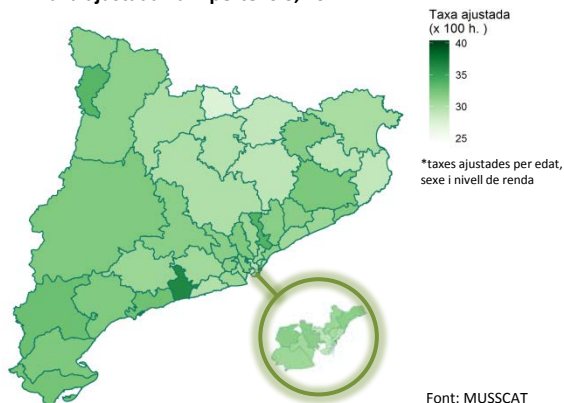 Taxa ajustada
(x 100 h. )
40
35
30
25
*taxes ajustades per edat,
sexe i nivell de renda
Font: MUSSCAT